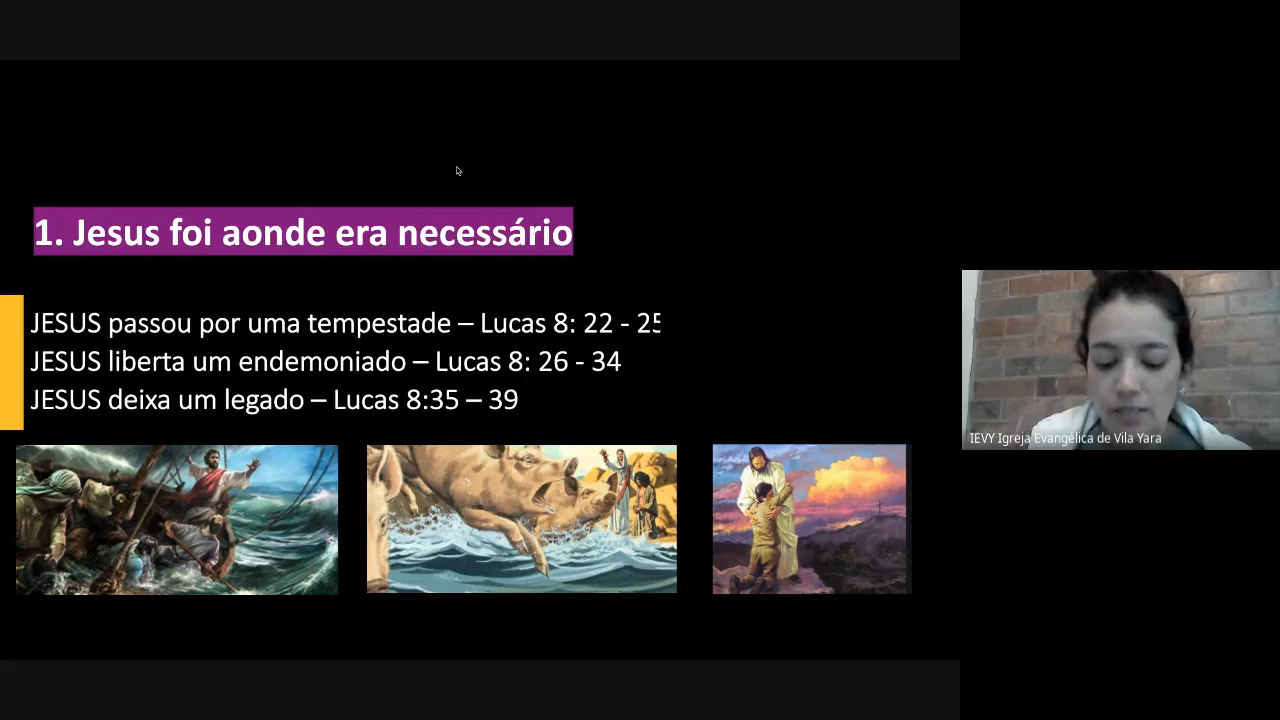 1. Jesus foi aonde era necessário
JESUS passou por uma tempestade – Lucas 8: 22 - 25
JESUS liberta um endemoniado – Lucas 8: 26 - 34
JESUS deixa um legado – Lucas 8:35 – 39
IEVY Igreja Evangélica de Vila Yara